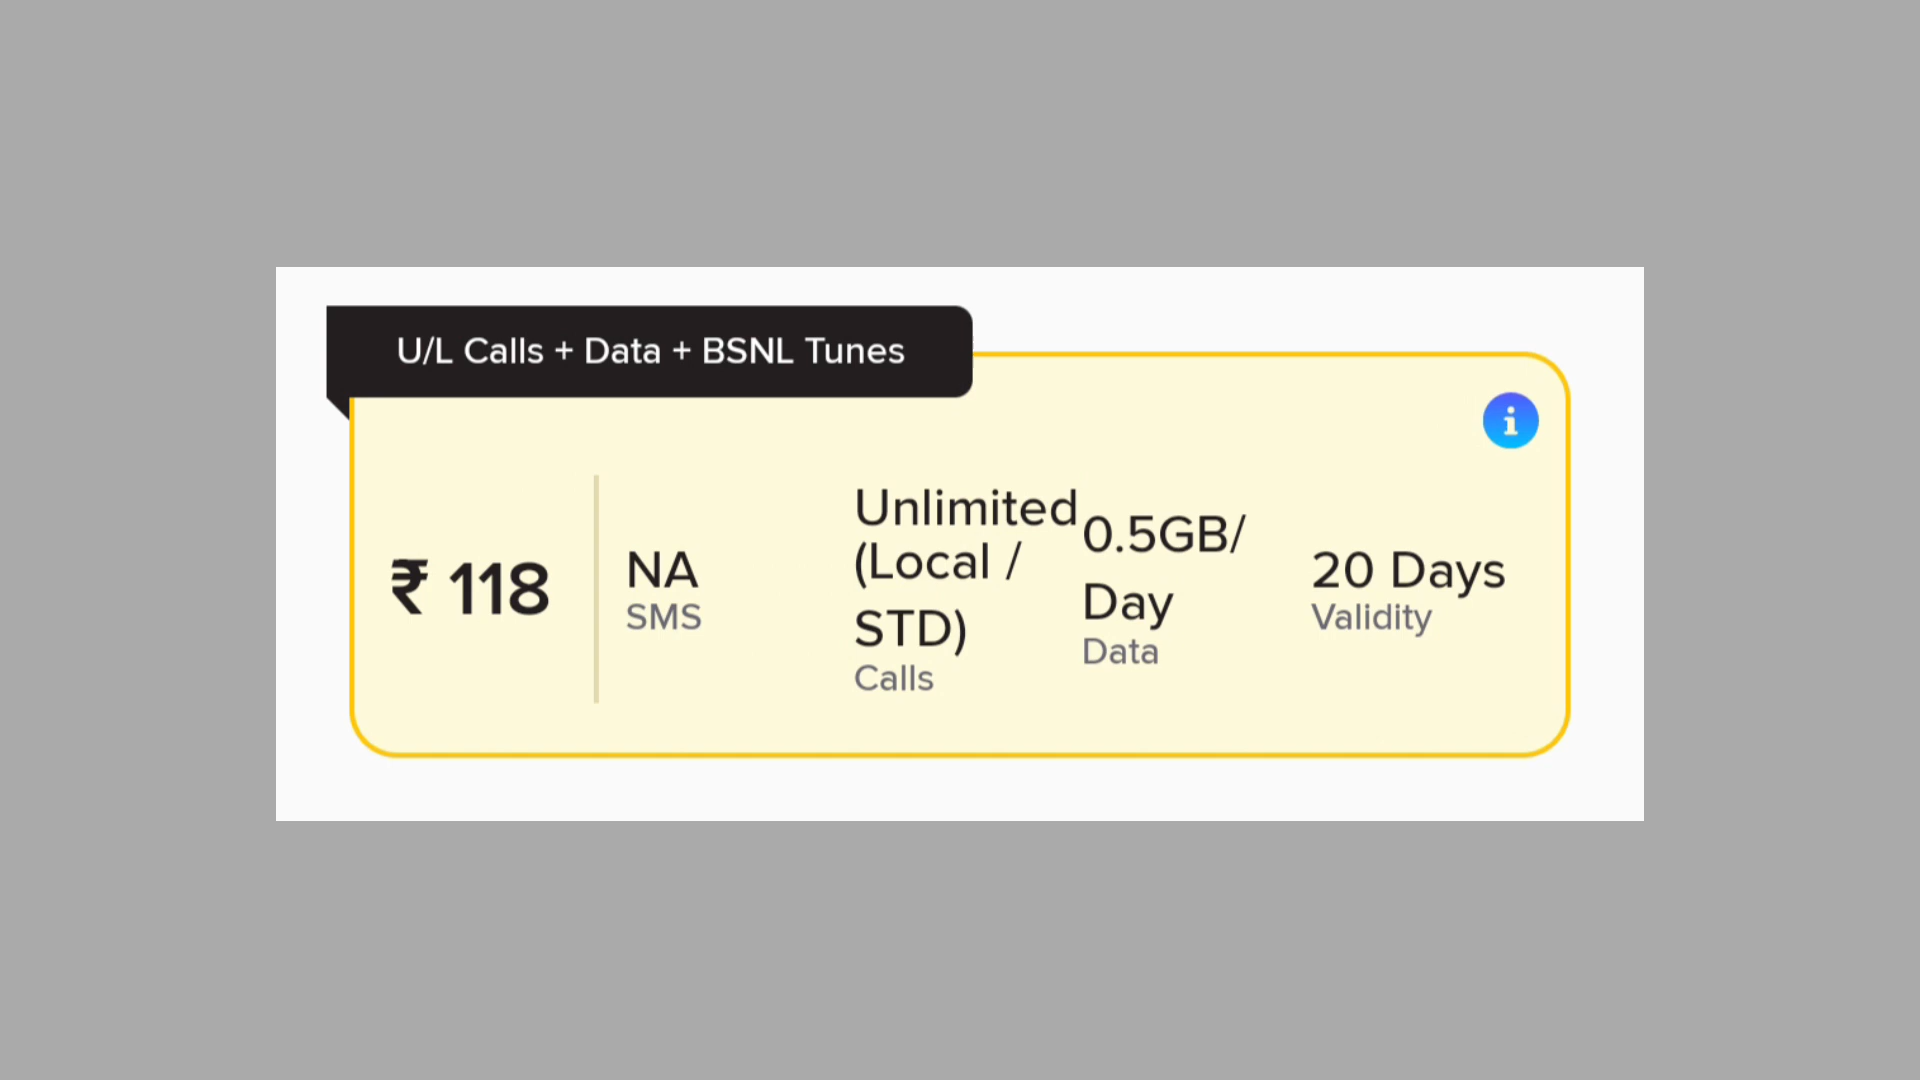 U/L Calls + Data + BSNL Tunes
₹ 118
NA
SMS
Unlimited
(Local /
STD)
Calls
0.5GB/
Day
Data
20 Days
Validity